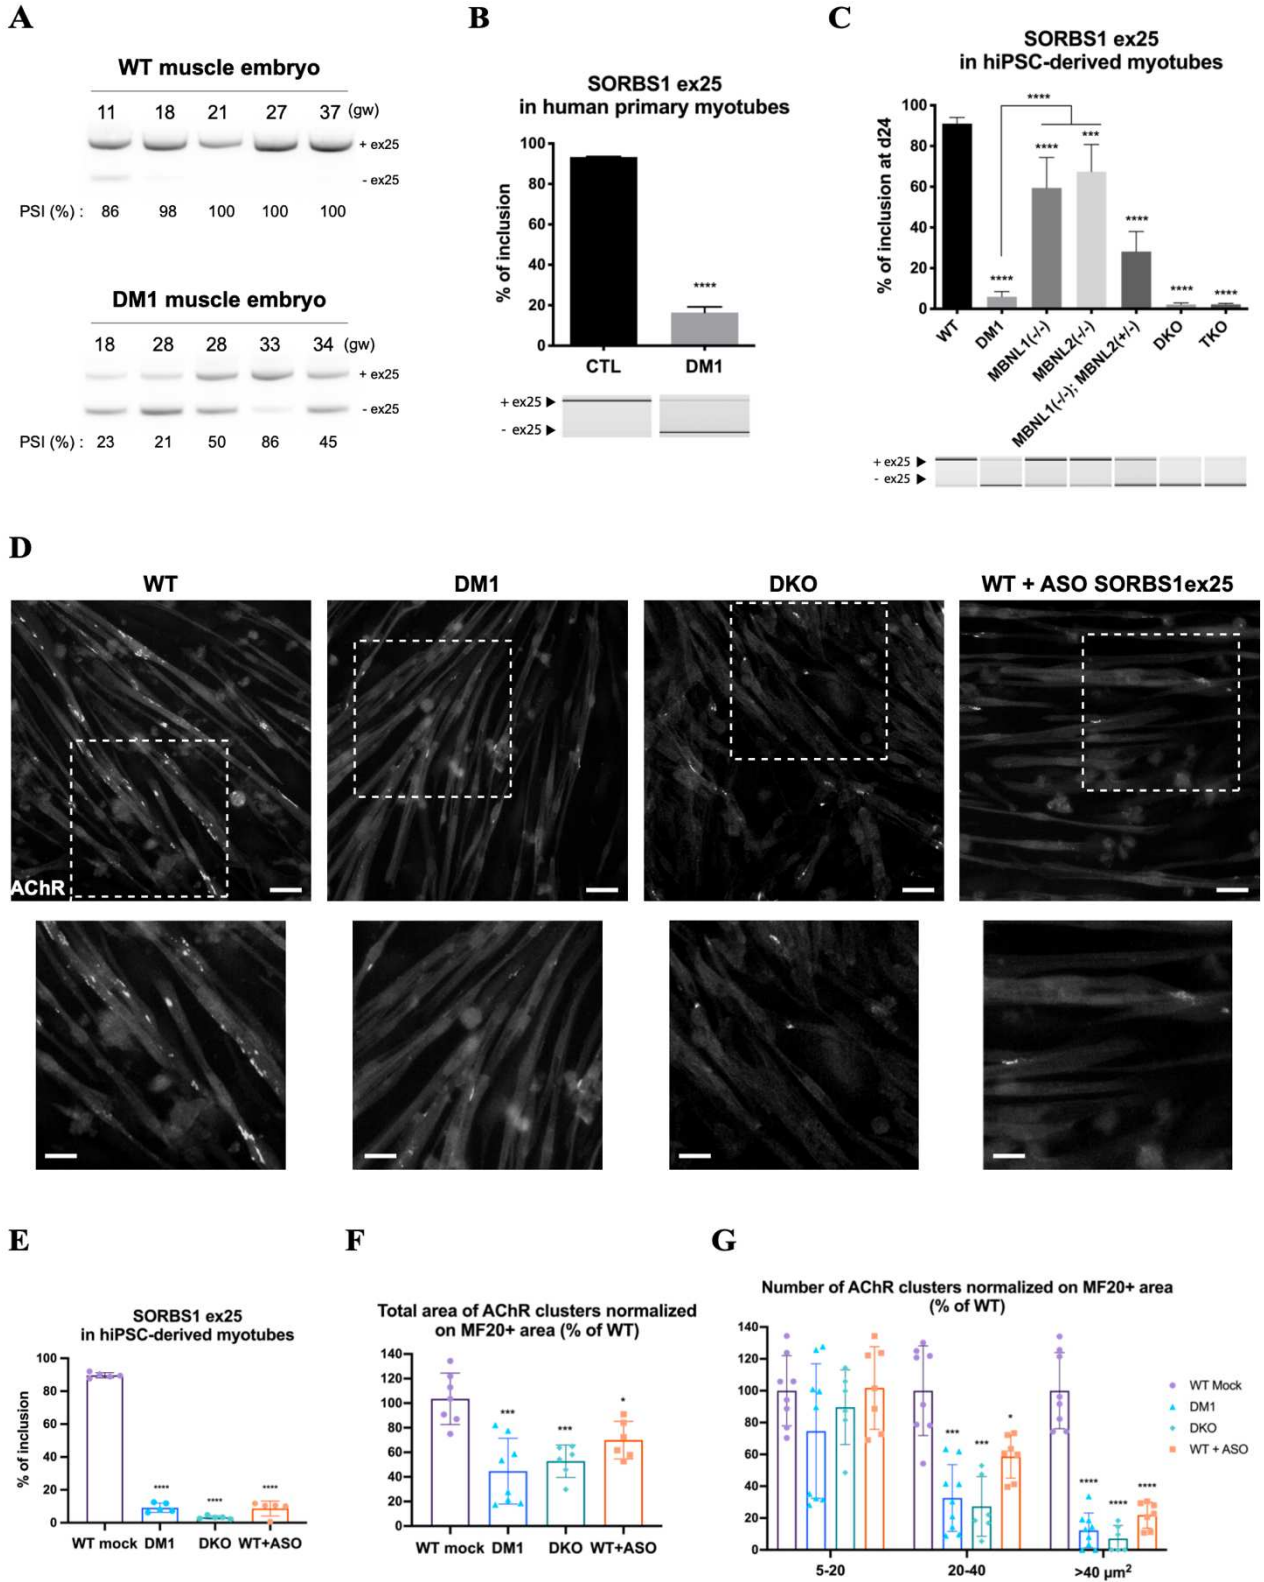 A
WT muscle embryo
11 18 21 27 37 (gw)
+ ex25
- ex25
PSI (%) : 86 98 100 100 100
DM1 muscle embryo
18 28 28 33 34 (gw)
+ ex25
- ex25
PSI (%) : 23 21 50 86 45
B
SORBS1 ex25
in human primary myotubes
% of inclusion
100
80
60
40
20
0
****
CTL DM1
+ ex25
- ex25
C
SORBS1 ex25
in hiPSC-derived myotubes
% of inclusion at d24
100
80
60
40
20
0
****
**** **** *** **** **** ****
WT
DM1
MBNL1(-/-)
MBNL2(-/-)
MBNL1(-/-); MBNL2(+/-)
DKO
TKO
+ ex25
- ex25
D
WT DM1 DKO WT + ASO SORBS1ex25
AChR
E
SORBS1 ex25
in hiPSC-derived myotubes
% of inclusion
100
80
60
40
20
0
**** **** ****
WT mock DM1 DKO WT+ASO
F
Total area of AChR clusters normalized
on MF20+ area (% of WT)
140
120
100
80
60
40
20
0
*** *** *
WT mock DM1 DKO WT+ASO
G
Number of AChR clusters normalized on MF20+ area
(% of WT)
140
120
100
80
60
40
20
0
*** *** *
**** **** ****
5-20 20-40 >40 µm²
WT Mock
DM1
DKO
WT + ASO